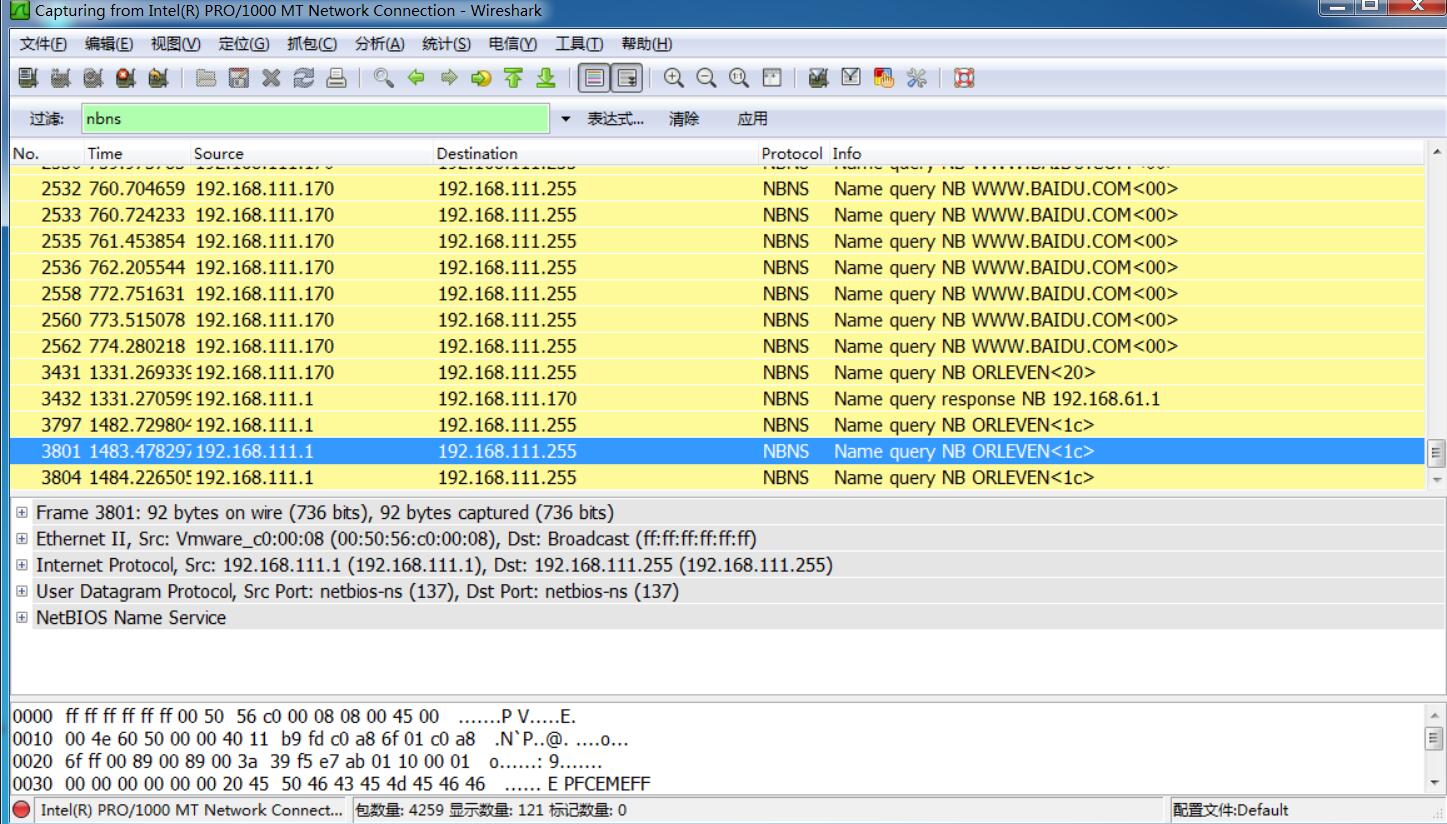 Capturing from Intel(R) PRO/1000 MT Network Connection - Wireshark
文件(F) 编辑(E) 视图(V) 定位(G) 抓包(C) 分析(A) 统计(S) 电信(Y) 工具(T) 帮助(H)
过滤: nbns 表达式... 清除 应用
No. Time Source Destination Protocol Info
2532 760.704659 192.168.111.170 192.168.111.255 NBNS Name query NB WWW.BAIDU.COM<00>
2533 760.724233 192.168.111.170 192.168.111.255 NBNS Name query NB WWW.BAIDU.COM<00>
2535 761.453854 192.168.111.170 192.168.111.255 NBNS Name query NB WWW.BAIDU.COM<00>
2536 762.205544 192.168.111.170 192.168.111.255 NBNS Name query NB WWW.BAIDU.COM<00>
2558 772.751631 192.168.111.170 192.168.111.255 NBNS Name query NB WWW.BAIDU.COM<00>
2560 773.515078 192.168.111.170 192.168.111.255 NBNS Name query NB WWW.BAIDU.COM<00>
2562 774.280218 192.168.111.170 192.168.111.255 NBNS Name query NB WWW.BAIDU.COM<00>
3431 1331.269339 192.168.111.170 192.168.111.255 NBNS Name query NB ORLEVEN<20>
3432 1331.270599 192.168.111.1 192.168.111.170 NBNS Name query response NB 192.168.61.1
3797 1482.729804 192.168.111.1 192.168.111.255 NBNS Name query NB ORLEVEN<1c>
3801 1483.478297 192.168.111.1 192.168.111.255 NBNS Name query NB ORLEVEN<1c>
3804 1484.226505 192.168.111.1 192.168.111.255 NBNS Name query NB ORLEVEN<1c>
Frame 3801: 92 bytes on wire (736 bits), 92 bytes captured (736 bits)
Ethernet II, Src: Vmware_c0:00:08 (00:50:56:c0:00:08), Dst: Broadcast (ff:ff:ff:ff:ff:ff)
Internet Protocol, Src: 192.168.111.1 (192.168.111.1), Dst: 192.168.111.255 (192.168.111.255)
User Datagram Protocol, Src Port: netbios-ns (137), Dst Port: netbios-ns (137)
NetBIOS Name Service
0000 ff ff ff ff ff ff 00 50 56 c0 00 08 08 00 45 00 .......P V.....E.
0010 00 4e 60 50 00 00 40 11 b9 fd c0 a8 6f 01 c0 a8 .N`P..@. ....o...
0020 6f ff 00 89 00 89 00 3a 39 f5 e7 ab 01 10 00 01 o......: 9.......
0030 00 00 00 00 00 00 20 45 50 46 43 45 4d 45 46 46 ...... E PFCEMEFF
Intel(R) PRO/1000 MT Network Connect... 包数量: 4259 显示数量: 121 标记数量: 0 配置文件:Default